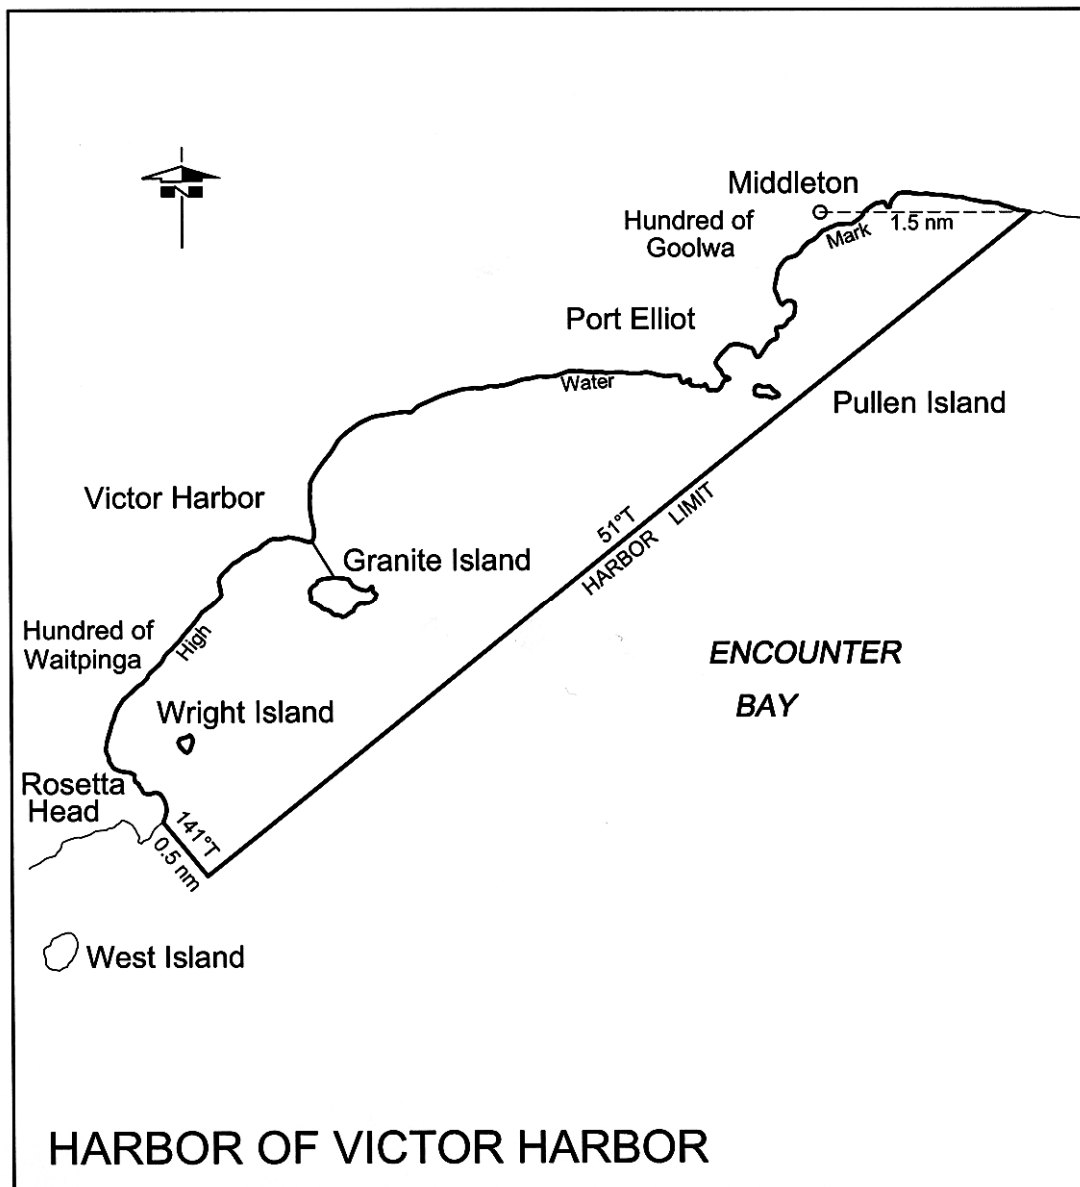 N
Middleton
Hundred of
Goolwa
Mark
1.5 nm
Port Elliot
Water
Pullen Island
Victor Harbor
51°T
HARBOR LIMIT
Granite Island
Hundred of
Waitpinga
High
ENCOUNTER
BAY
Wright Island
Rosetta
Head
141°T
0.5 nm
West Island
HARBOR OF VICTOR HARBOR